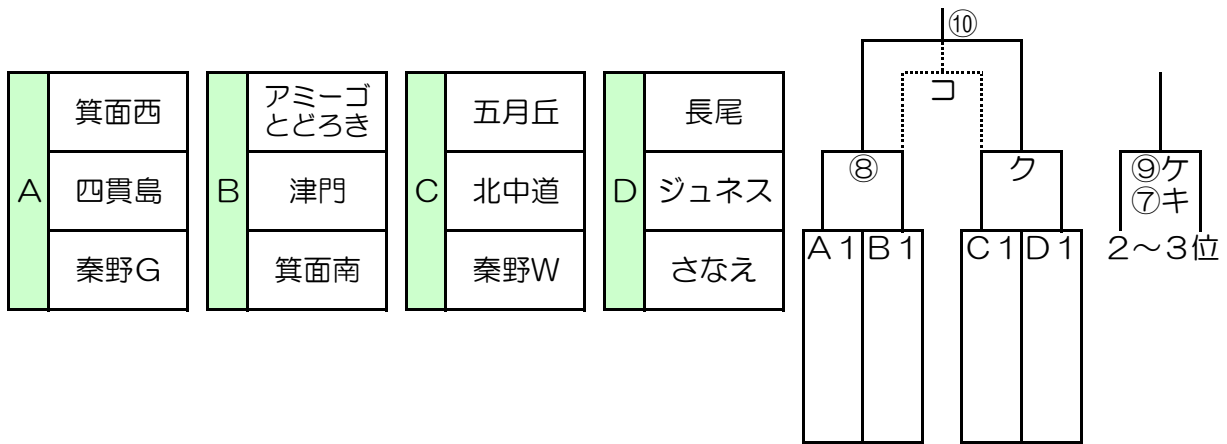 A
箕面西
四貫島
秦野G
B
アミーゴ
とどろき
津門
箕面南
C
五月丘
北中道
秦野W
D
長尾
ジュネス
さなえ
⑩
コ
⑧
ク
⑨ケ
⑦キ
A1
B1
C1
D1
2～3位